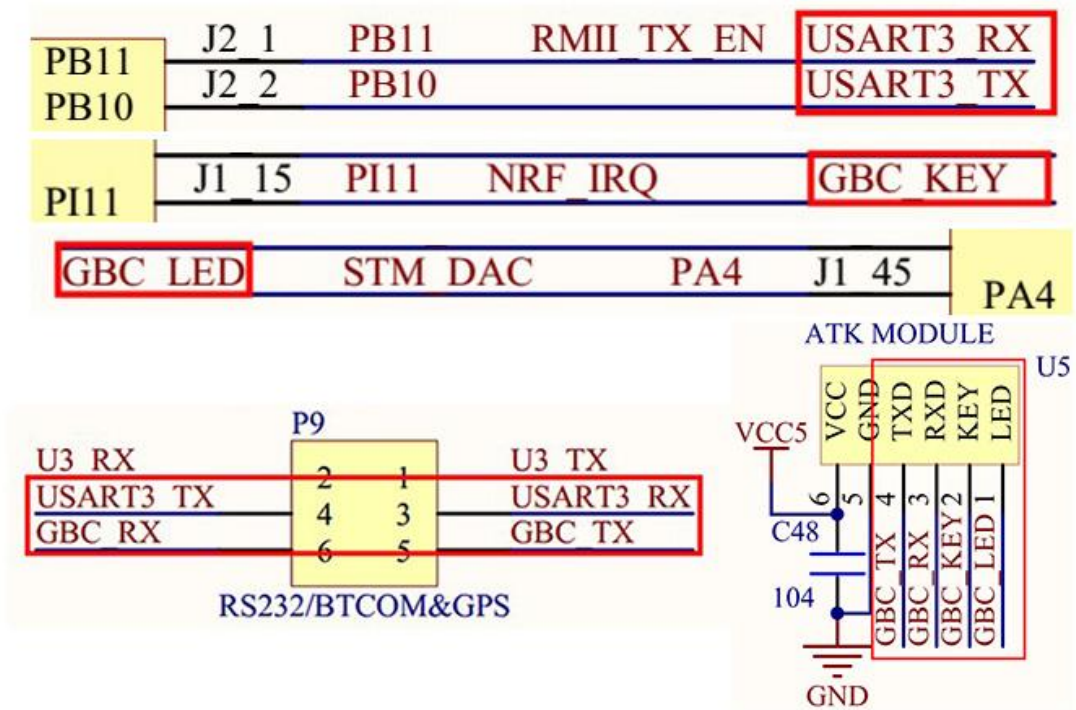 PB11 J2_1 PB11 RMII_TX_EN USART3_RX
PB10 J2_2 PB10 USART3_TX
PI11 J1_15 PI11 NRF_IRQ GBC_KEY
GBC_LED STM_DAC PA4 J1_45 PA4
ATK MODULE
U5
VCC GND TXD RXD KEY LED
VCC5
6 5 4 3 2 1
C48
104
GBC_TX GBC_RX GBC_KEY GBC_LED
GND
P9
U3_RX 2 1 U3_TX
USART3_TX 4 3 USART3_RX
GBC_RX 6 5 GBC_TX
RS232/BTCOM&GPS